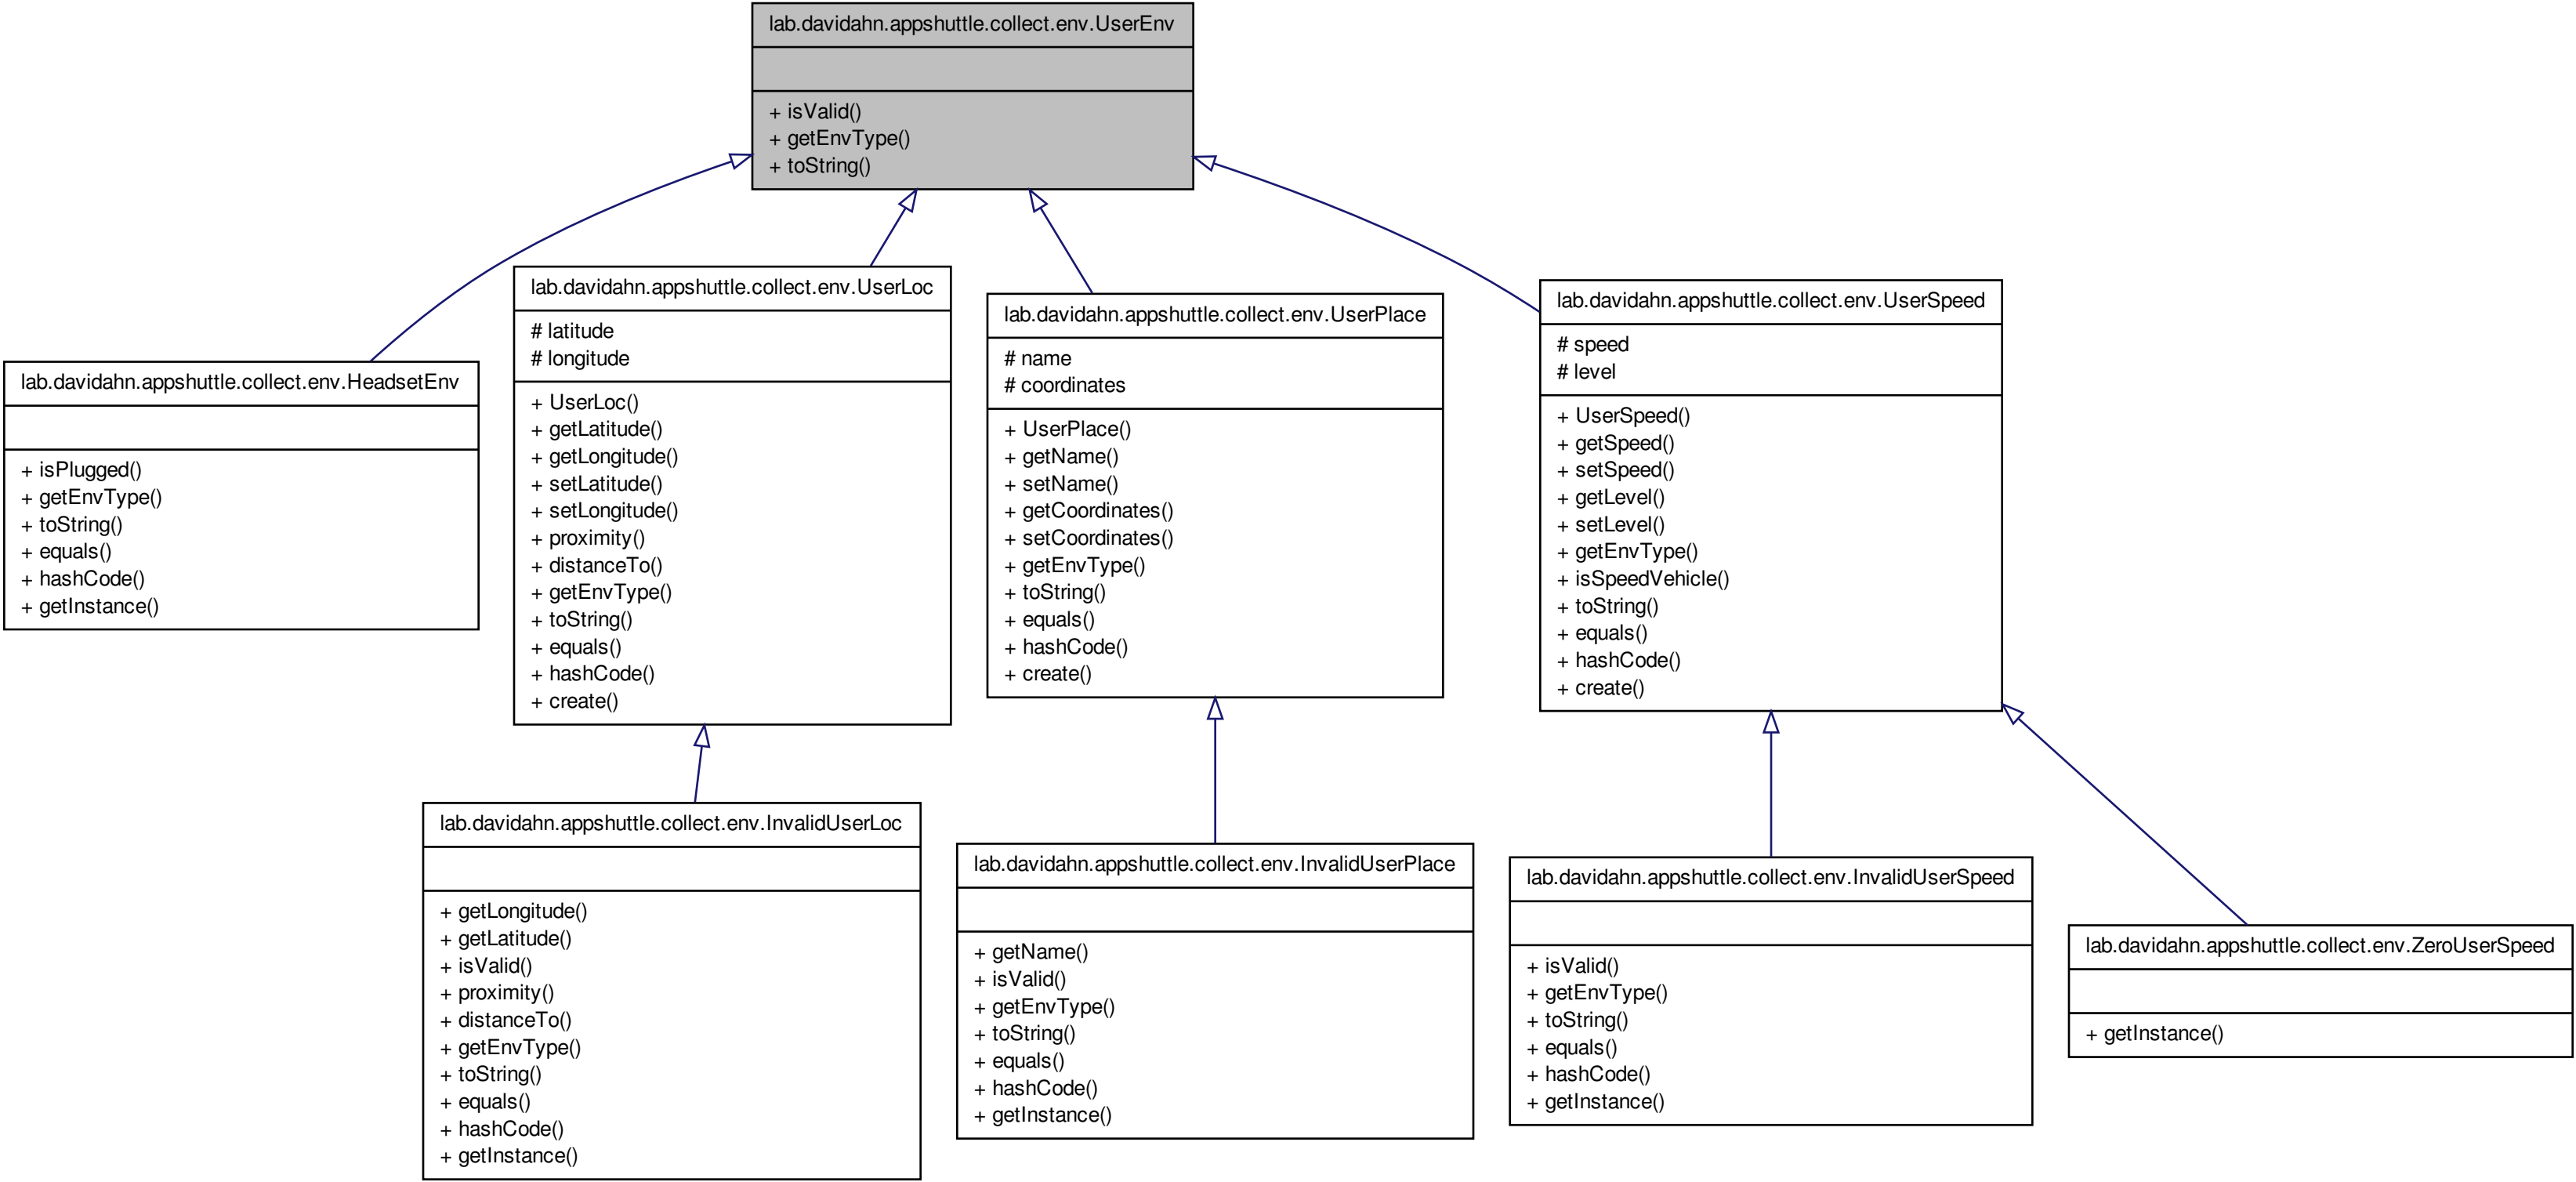 lab.davidahn.appshuttle.collect.env.UserEnv
+ isValid()
+ getEnvType()
+ toString()
lab.davidahn.appshuttle.collect.env.HeadsetEnv
+ isPlugged()
+ getEnvType()
+ toString()
+ equals()
+ hashCode()
+ getInstance()
lab.davidahn.appshuttle.collect.env.UserLoc
# latitude
# longitude
+ UserLoc()
+ getLatitude()
+ getLongitude()
+ setLatitude()
+ setLongitude()
+ proximity()
+ distanceTo()
+ getEnvType()
+ toString()
+ equals()
+ hashCode()
+ create()
lab.davidahn.appshuttle.collect.env.UserPlace
# name
# coordinates
+ UserPlace()
+ getName()
+ setName()
+ getCoordinates()
+ setCoordinates()
+ getEnvType()
+ toString()
+ equals()
+ hashCode()
+ create()
lab.davidahn.appshuttle.collect.env.UserSpeed
# speed
# level
+ UserSpeed()
+ getSpeed()
+ setSpeed()
+ getLevel()
+ setLevel()
+ getEnvType()
+ isSpeedVehicle()
+ toString()
+ equals()
+ hashCode()
+ create()
lab.davidahn.appshuttle.collect.env.InvalidUserLoc
+ getLongitude()
+ getLatitude()
+ isValid()
+ proximity()
+ distanceTo()
+ getEnvType()
+ toString()
+ equals()
+ hashCode()
+ getInstance()
lab.davidahn.appshuttle.collect.env.InvalidUserPlace
+ getName()
+ isValid()
+ getEnvType()
+ toString()
+ equals()
+ hashCode()
+ getInstance()
lab.davidahn.appshuttle.collect.env.InvalidUserSpeed
+ isValid()
+ getEnvType()
+ toString()
+ equals()
+ hashCode()
+ getInstance()
lab.davidahn.appshuttle.collect.env.ZeroUserSpeed
+ getInstance()